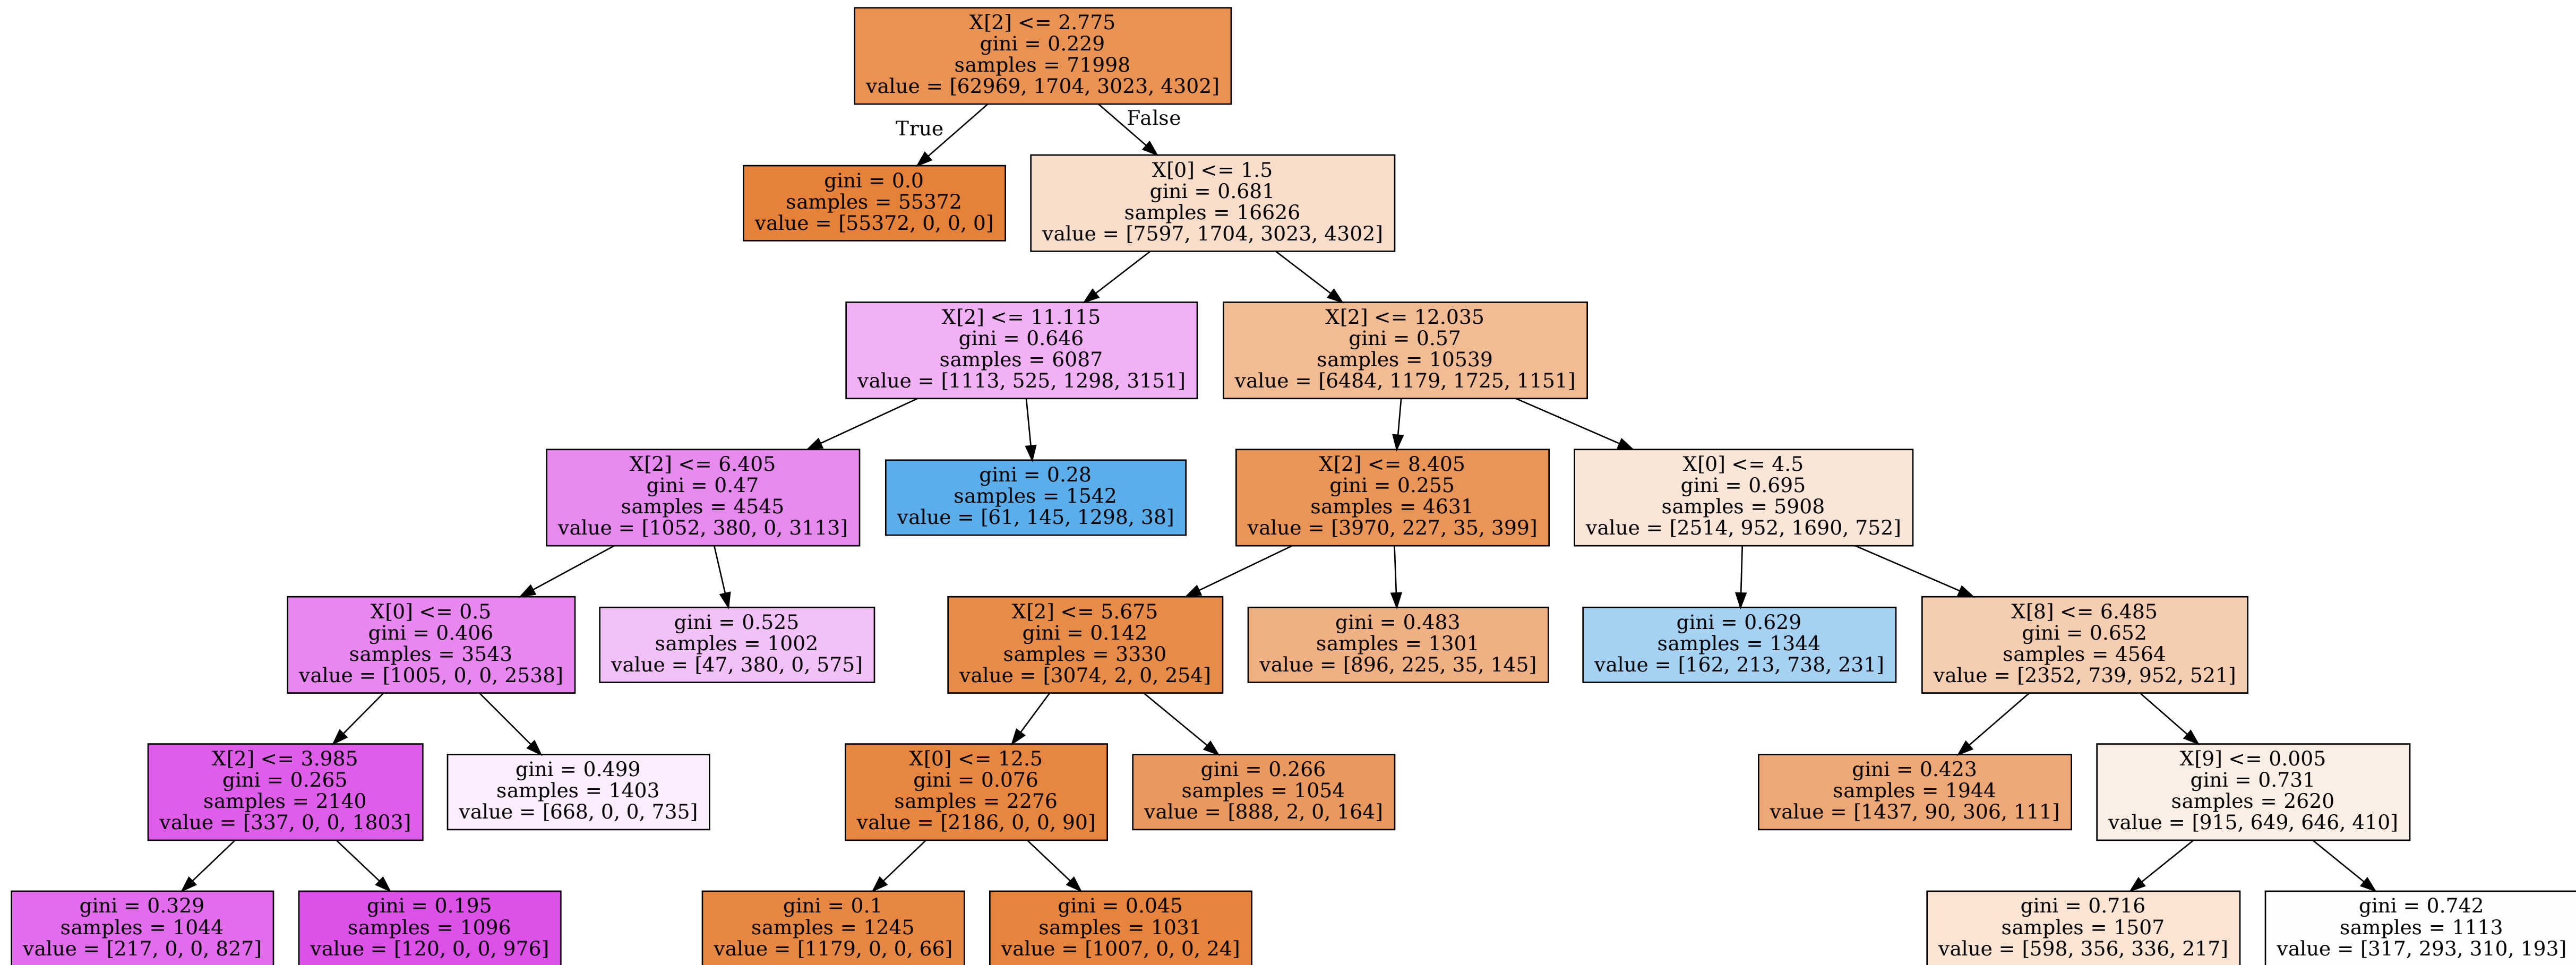 X[2] <= 2.775
gini = 0.229
samples = 71998
value = [62969, 1704, 3023, 4302]
True
False
gini = 0.0
samples = 55372
value = [55372, 0, 0, 0]
X[0] <= 1.5
gini = 0.681
samples = 16626
value = [7597, 1704, 3023, 4302]
X[2] <= 11.115
gini = 0.646
samples = 6087
value = [1113, 525, 1298, 3151]
X[2] <= 12.035
gini = 0.57
samples = 10539
value = [6484, 1179, 1725, 1151]
X[2] <= 6.405
gini = 0.47
samples = 4545
value = [1052, 380, 0, 3113]
gini = 0.28
samples = 1542
value = [61, 145, 1298, 38]
X[2] <= 8.405
gini = 0.255
samples = 4631
value = [3970, 227, 35, 399]
X[0] <= 4.5
gini = 0.695
samples = 5908
value = [2514, 952, 1690, 752]
X[0] <= 0.5
gini = 0.406
samples = 3543
value = [1005, 0, 0, 2538]
gini = 0.525
samples = 1002
value = [47, 380, 0, 575]
X[2] <= 5.675
gini = 0.142
samples = 3330
value = [3074, 2, 0, 254]
gini = 0.483
samples = 1301
value = [896, 225, 35, 145]
gini = 0.629
samples = 1344
value = [162, 213, 738, 231]
X[8] <= 6.485
gini = 0.652
samples = 4564
value = [2352, 739, 952, 521]
X[2] <= 3.985
gini = 0.265
samples = 2140
value = [337, 0, 0, 1803]
gini = 0.499
samples = 1403
value = [668, 0, 0, 735]
X[0] <= 12.5
gini = 0.076
samples = 2276
value = [2186, 0, 0, 90]
gini = 0.266
samples = 1054
value = [888, 2, 0, 164]
gini = 0.423
samples = 1944
value = [1437, 90, 306, 111]
X[9] <= 0.005
gini = 0.731
samples = 2620
value = [915, 649, 646, 410]
gini = 0.329
samples = 1044
value = [217, 0, 0, 827]
gini = 0.195
samples = 1096
value = [120, 0, 0, 976]
gini = 0.1
samples = 1245
value = [1179, 0, 0, 66]
gini = 0.045
samples = 1031
value = [1007, 0, 0, 24]
gini = 0.716
samples = 1507
value = [598, 356, 336, 217]
gini = 0.742
samples = 1113
value = [317, 293, 310, 193]